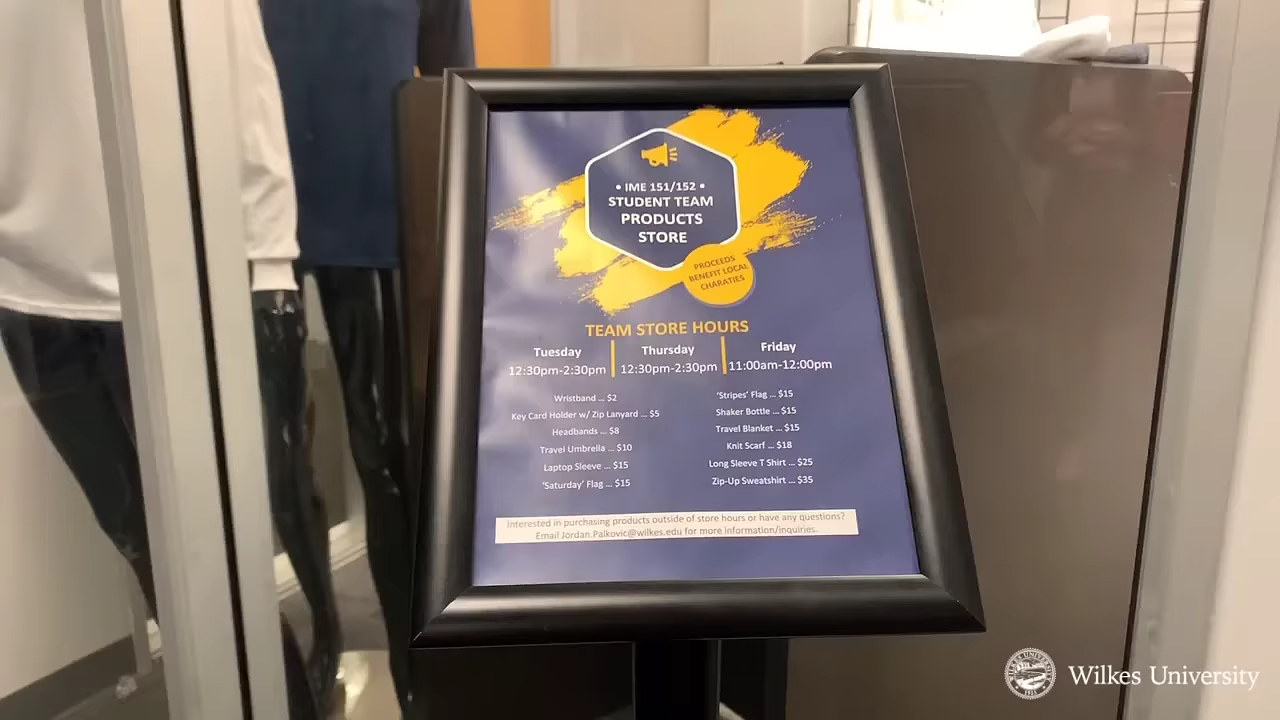 • IME 151/152 •
STUDENT TEAM
PRODUCTS
STORE
PROCEEDS
BENEFIT LOCAL
CHARATIES
TEAM STORE HOURS
Tuesday
12:30pm-2:30pm
Thursday
12:30pm-2:30pm
Friday
11:00am-12:00pm
Wristband ... $2
Key Card Holder w/ Zip Lanyard ... $5
Headbands ... $8
Travel Umbrella ... $10
Laptop Sleeve ... $15
'Saturday' Flag ... $15
'Stripes' Flag ... $15
Shaker Bottle ... $15
Travel Blanket ... $15
Knit Scarf ... $18
Long Sleeve T Shirt ... $25
Zip-Up Sweatshirt ... $35
Interested in purchasing products outside of store hours or have any questions?
Email Jordan.Palkovic@wilkes.edu for more information/inquiries.
Wilkes University